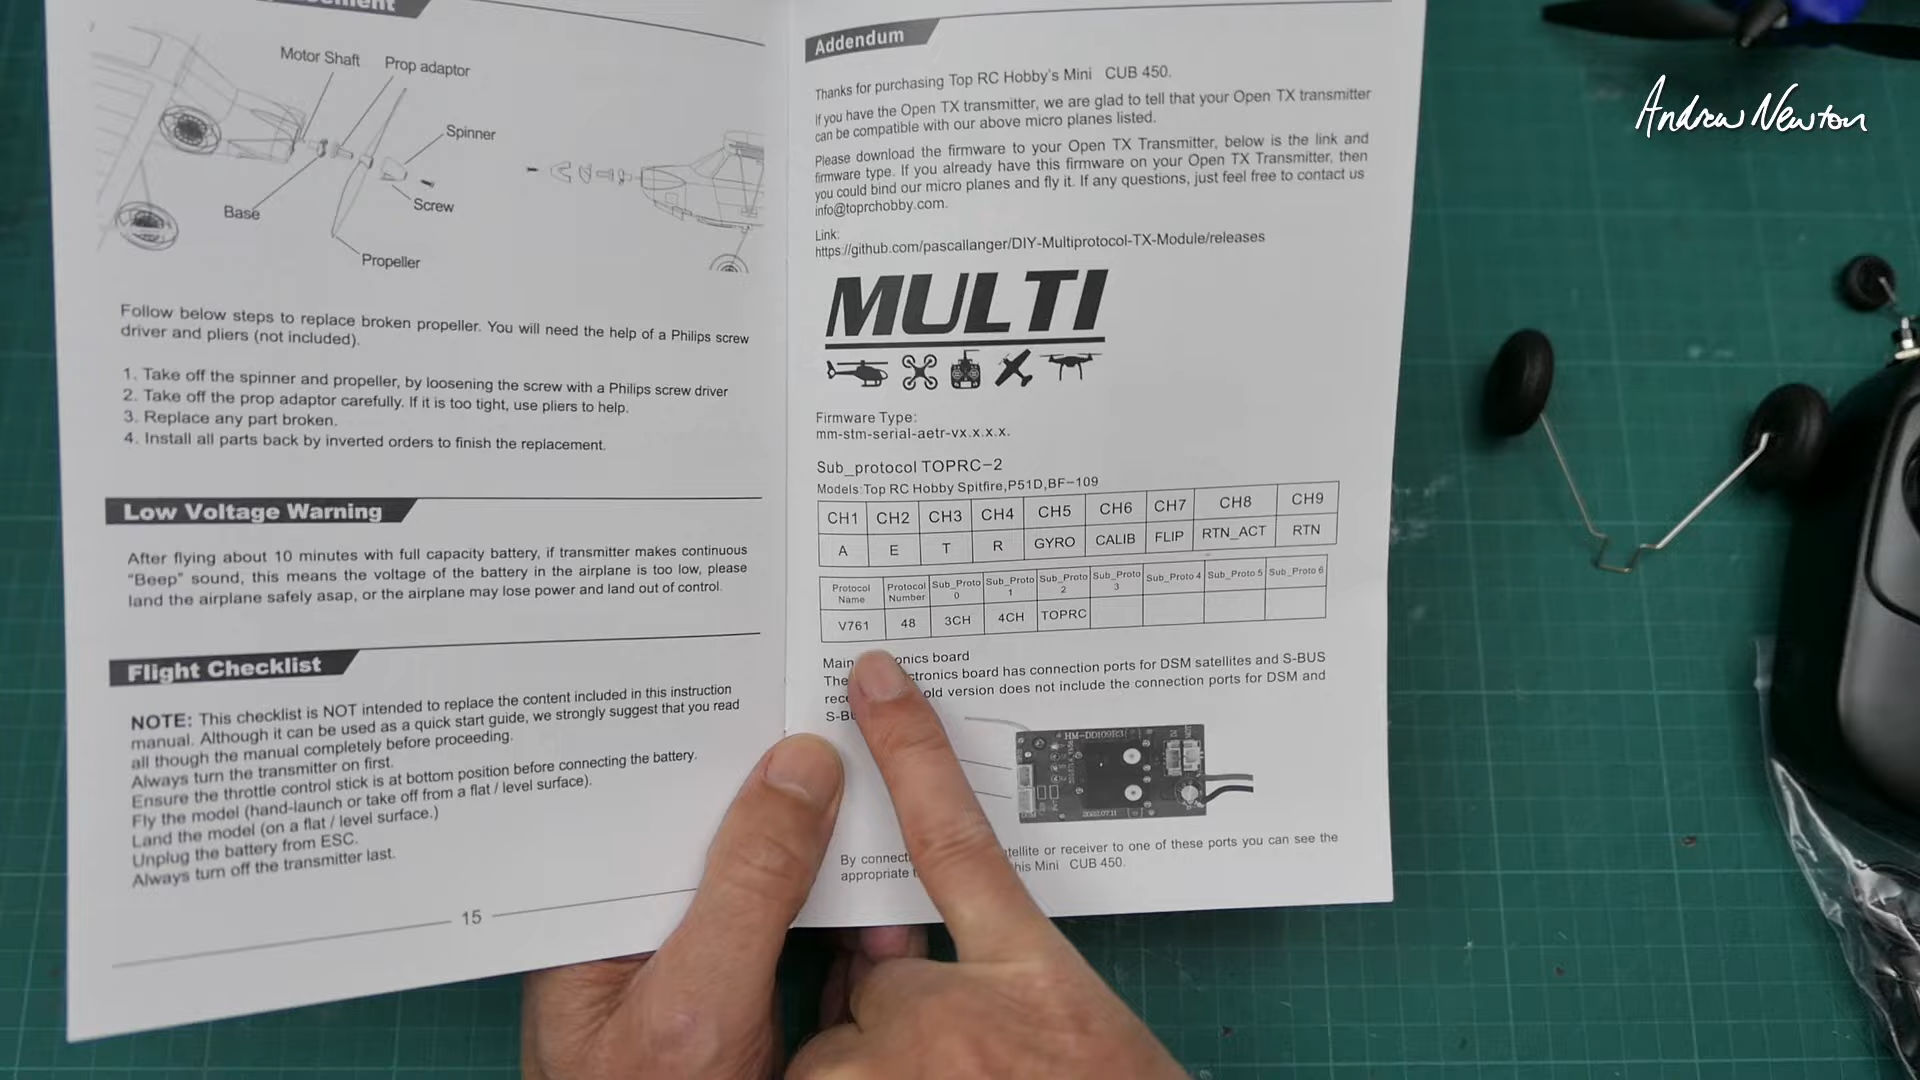 Motor Shaft
Prop adaptor
Spinner
Screw
Base
Propeller
Follow below steps to replace broken propeller. You will need the help of a Philips screw
driver and pliers (not included).
1. Take off the spinner and propeller, by loosening the screw with a Philips screw driver
2. Take off the prop adaptor carefully. If it is too tight, use pliers to help.
3. Replace any part broken.
4. Install all parts back by inverted orders to finish the replacement.
Low Voltage Warning
After flying about 10 minutes with full capacity battery, if transmitter makes continuous
"Beep" sound, this means the voltage of the battery in the airplane is too low, please
land the airplane safely asap, or the airplane may lose power and land out of control.
Flight Checklist
NOTE: This checklist is NOT intended to replace the content included in this instruction
manual. Although it can be used as a quick start guide, we strongly suggest that you read
all though the manual completely before proceeding.
Always turn the transmitter on first.
Ensure the throttle control stick is at bottom position before connecting the battery.
Fly the model (hand-launch or take off from a flat / level surface).
Land the model (on a flat / level surface.)
Unplug the battery from ESC.
Always turn off the transmitter last.
15
Addendum
Thanks for purchasing Top RC Hobby's Mini CUB 450.
If you have the Open TX transmitter, we are glad to tell that your Open TX transmitter
can be compatible with our above micro planes listed.
Please download the firmware to your Open TX Transmitter, below is the link and
firmware type. If you already have this firmware on your Open TX Transmitter, then
you could bind our micro planes and fly it. If any questions, just feel free to contact us
info@toprchobby.com.
Link:
https://github.com/pascallanger/DIY-Multiprotocol-TX-Module/releases
MULTI
Firmware Type:
mm-stm-serial-aetr-vx.x.x.x.
Sub_protocol TOPRC-2
Models:Top RC Hobby Spitfire,P51D,BF-109
CH1 CH2 CH3 CH4 CH5 CH6 CH7 CH8 CH9
A E T R GYRO CALIB FLIP RTN_ACT RTN
Protocol Name Protocol Number Sub_Proto 0 Sub_Proto 1 Sub_Proto 2 Sub_Proto 3 Sub_Proto 4 Sub_Proto 5 Sub_Proto 6
V761 48 3CH 4CH TOPRC
Main board
The board has connection ports for DSM satellites and S-BUS
old version does not include the connection ports for DSM and
HM-DD109R3
By or receiver to one of these ports you can see the
appropriate Mini CUB 450.
Andrew Newton